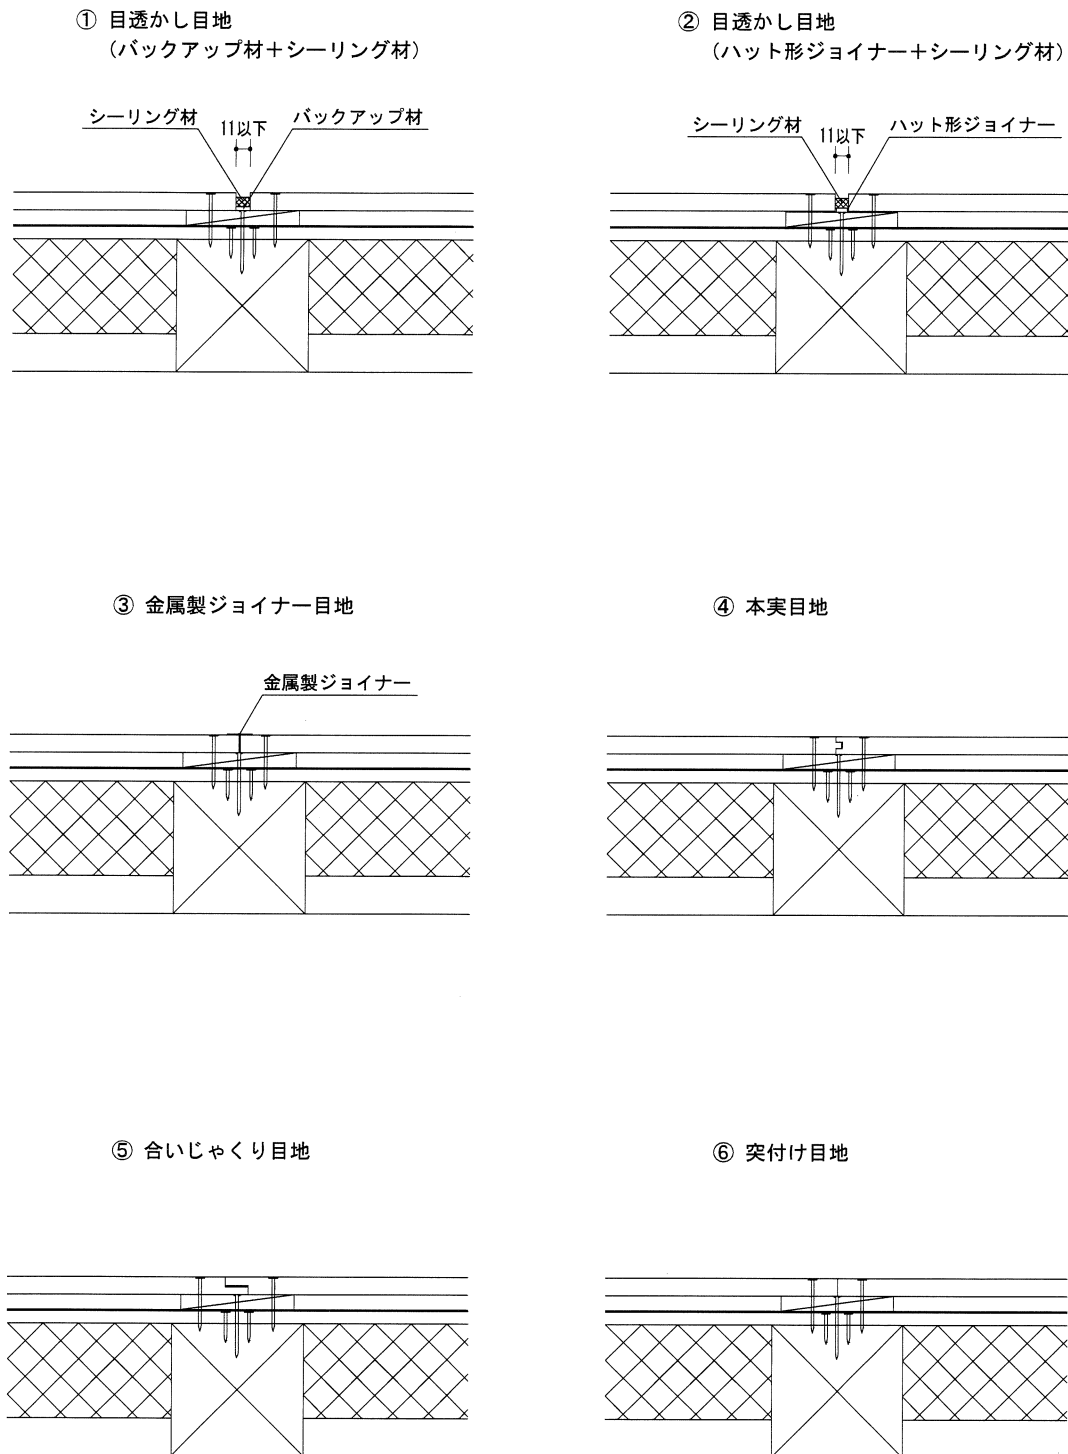 ① 目透かし目地
（バックアップ材＋シーリング材）
シーリング材
11以下
バックアップ材
② 目透かし目地
（ハット形ジョイナー＋シーリング材）
シーリング材
11以下
ハット形ジョイナー
③ 金属製ジョイナー目地
金属製ジョイナー
④ 本実目地
⑤ 合いじゃくり目地
⑥ 突付け目地